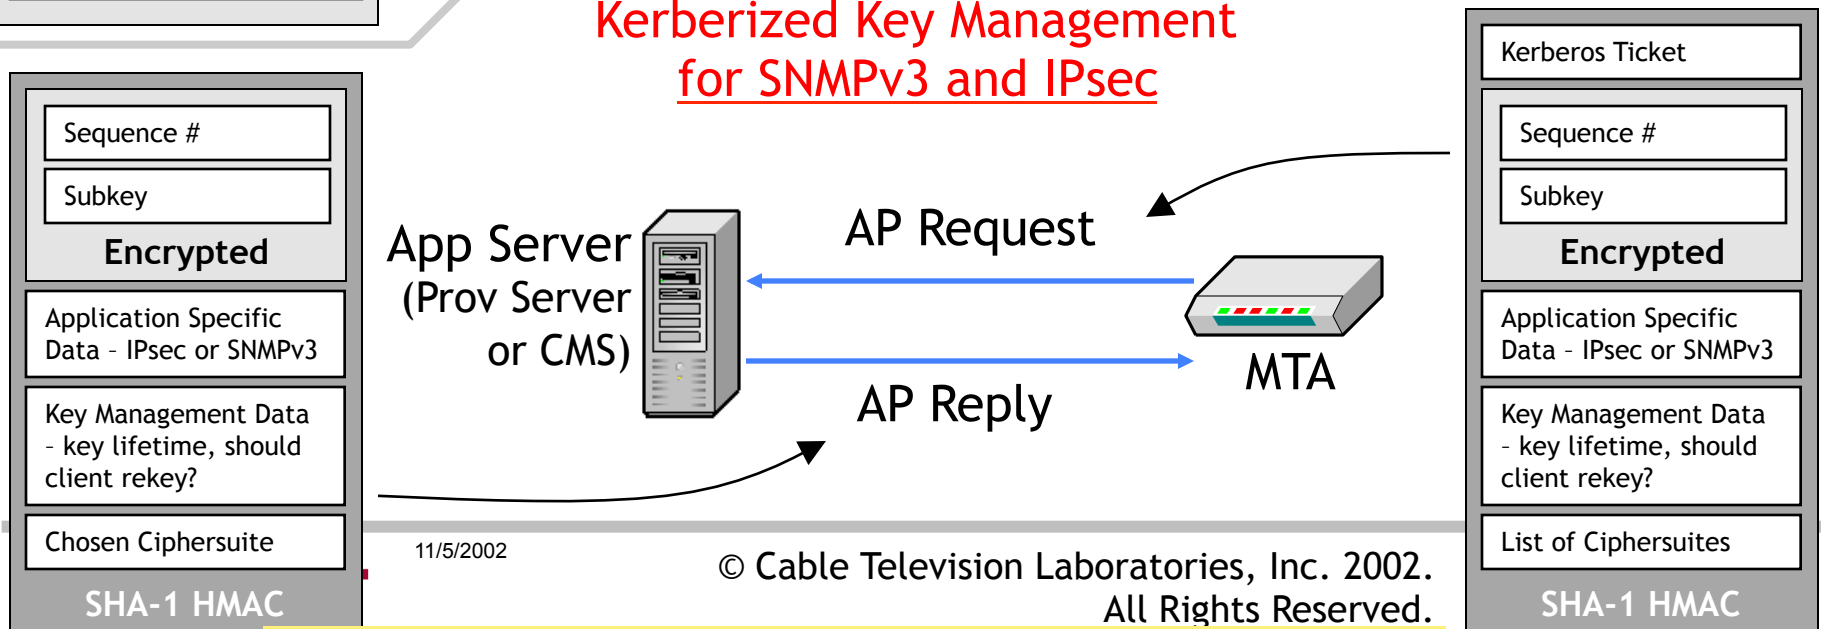 Kerberized Key Management
for SNMPv3 and IPsec
Sequence #
Subkey
Encrypted
Application Specific
Data – IPsec or SNMPv3
Key Management Data
– key lifetime, should
client rekey?
Chosen Ciphersuite
SHA-1 HMAC
App Server
(Prov Server
or CMS)
AP Request
AP Reply
MTA
Kerberos Ticket
Sequence #
Subkey
Encrypted
Application Specific
Data – IPsec or SNMPv3
Key Management Data
– key lifetime, should
client rekey?
List of Ciphersuites
SHA-1 HMAC
11/5/2002
© Cable Television Laboratories, Inc. 2002.
All Rights Reserved.